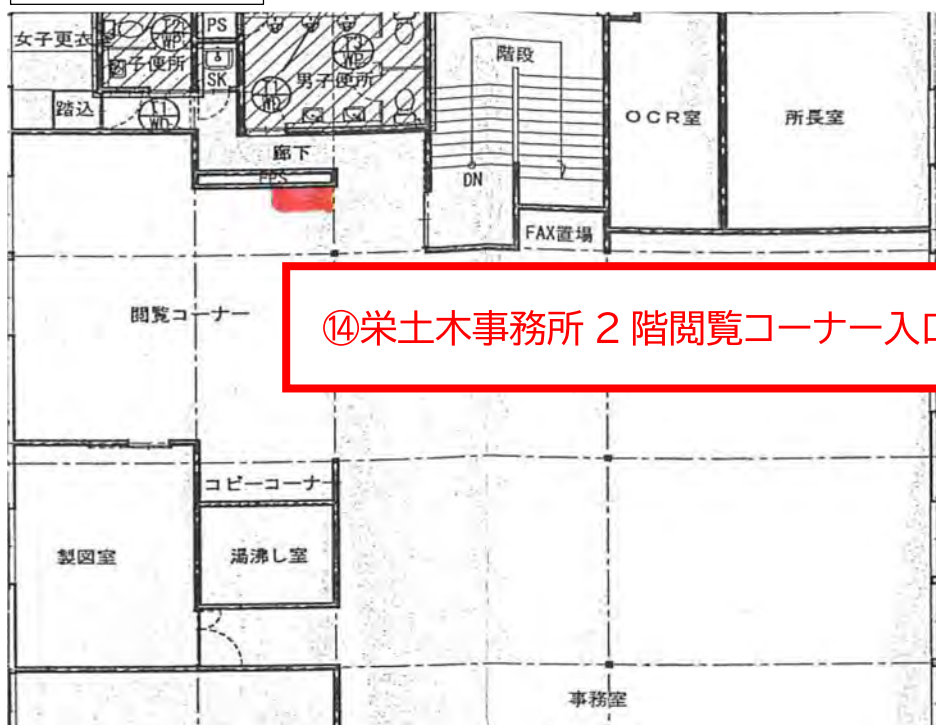 PS
女子更衣
女子便所
SK
男子便所
階段
踏込
OCR室
所長室
廊下
EPS
DN
FAX置場
閲覧コーナー
⑭栄土木事務所2階閲覧コーナー入口
コピーコーナー
製図室
湯沸し室
事務室